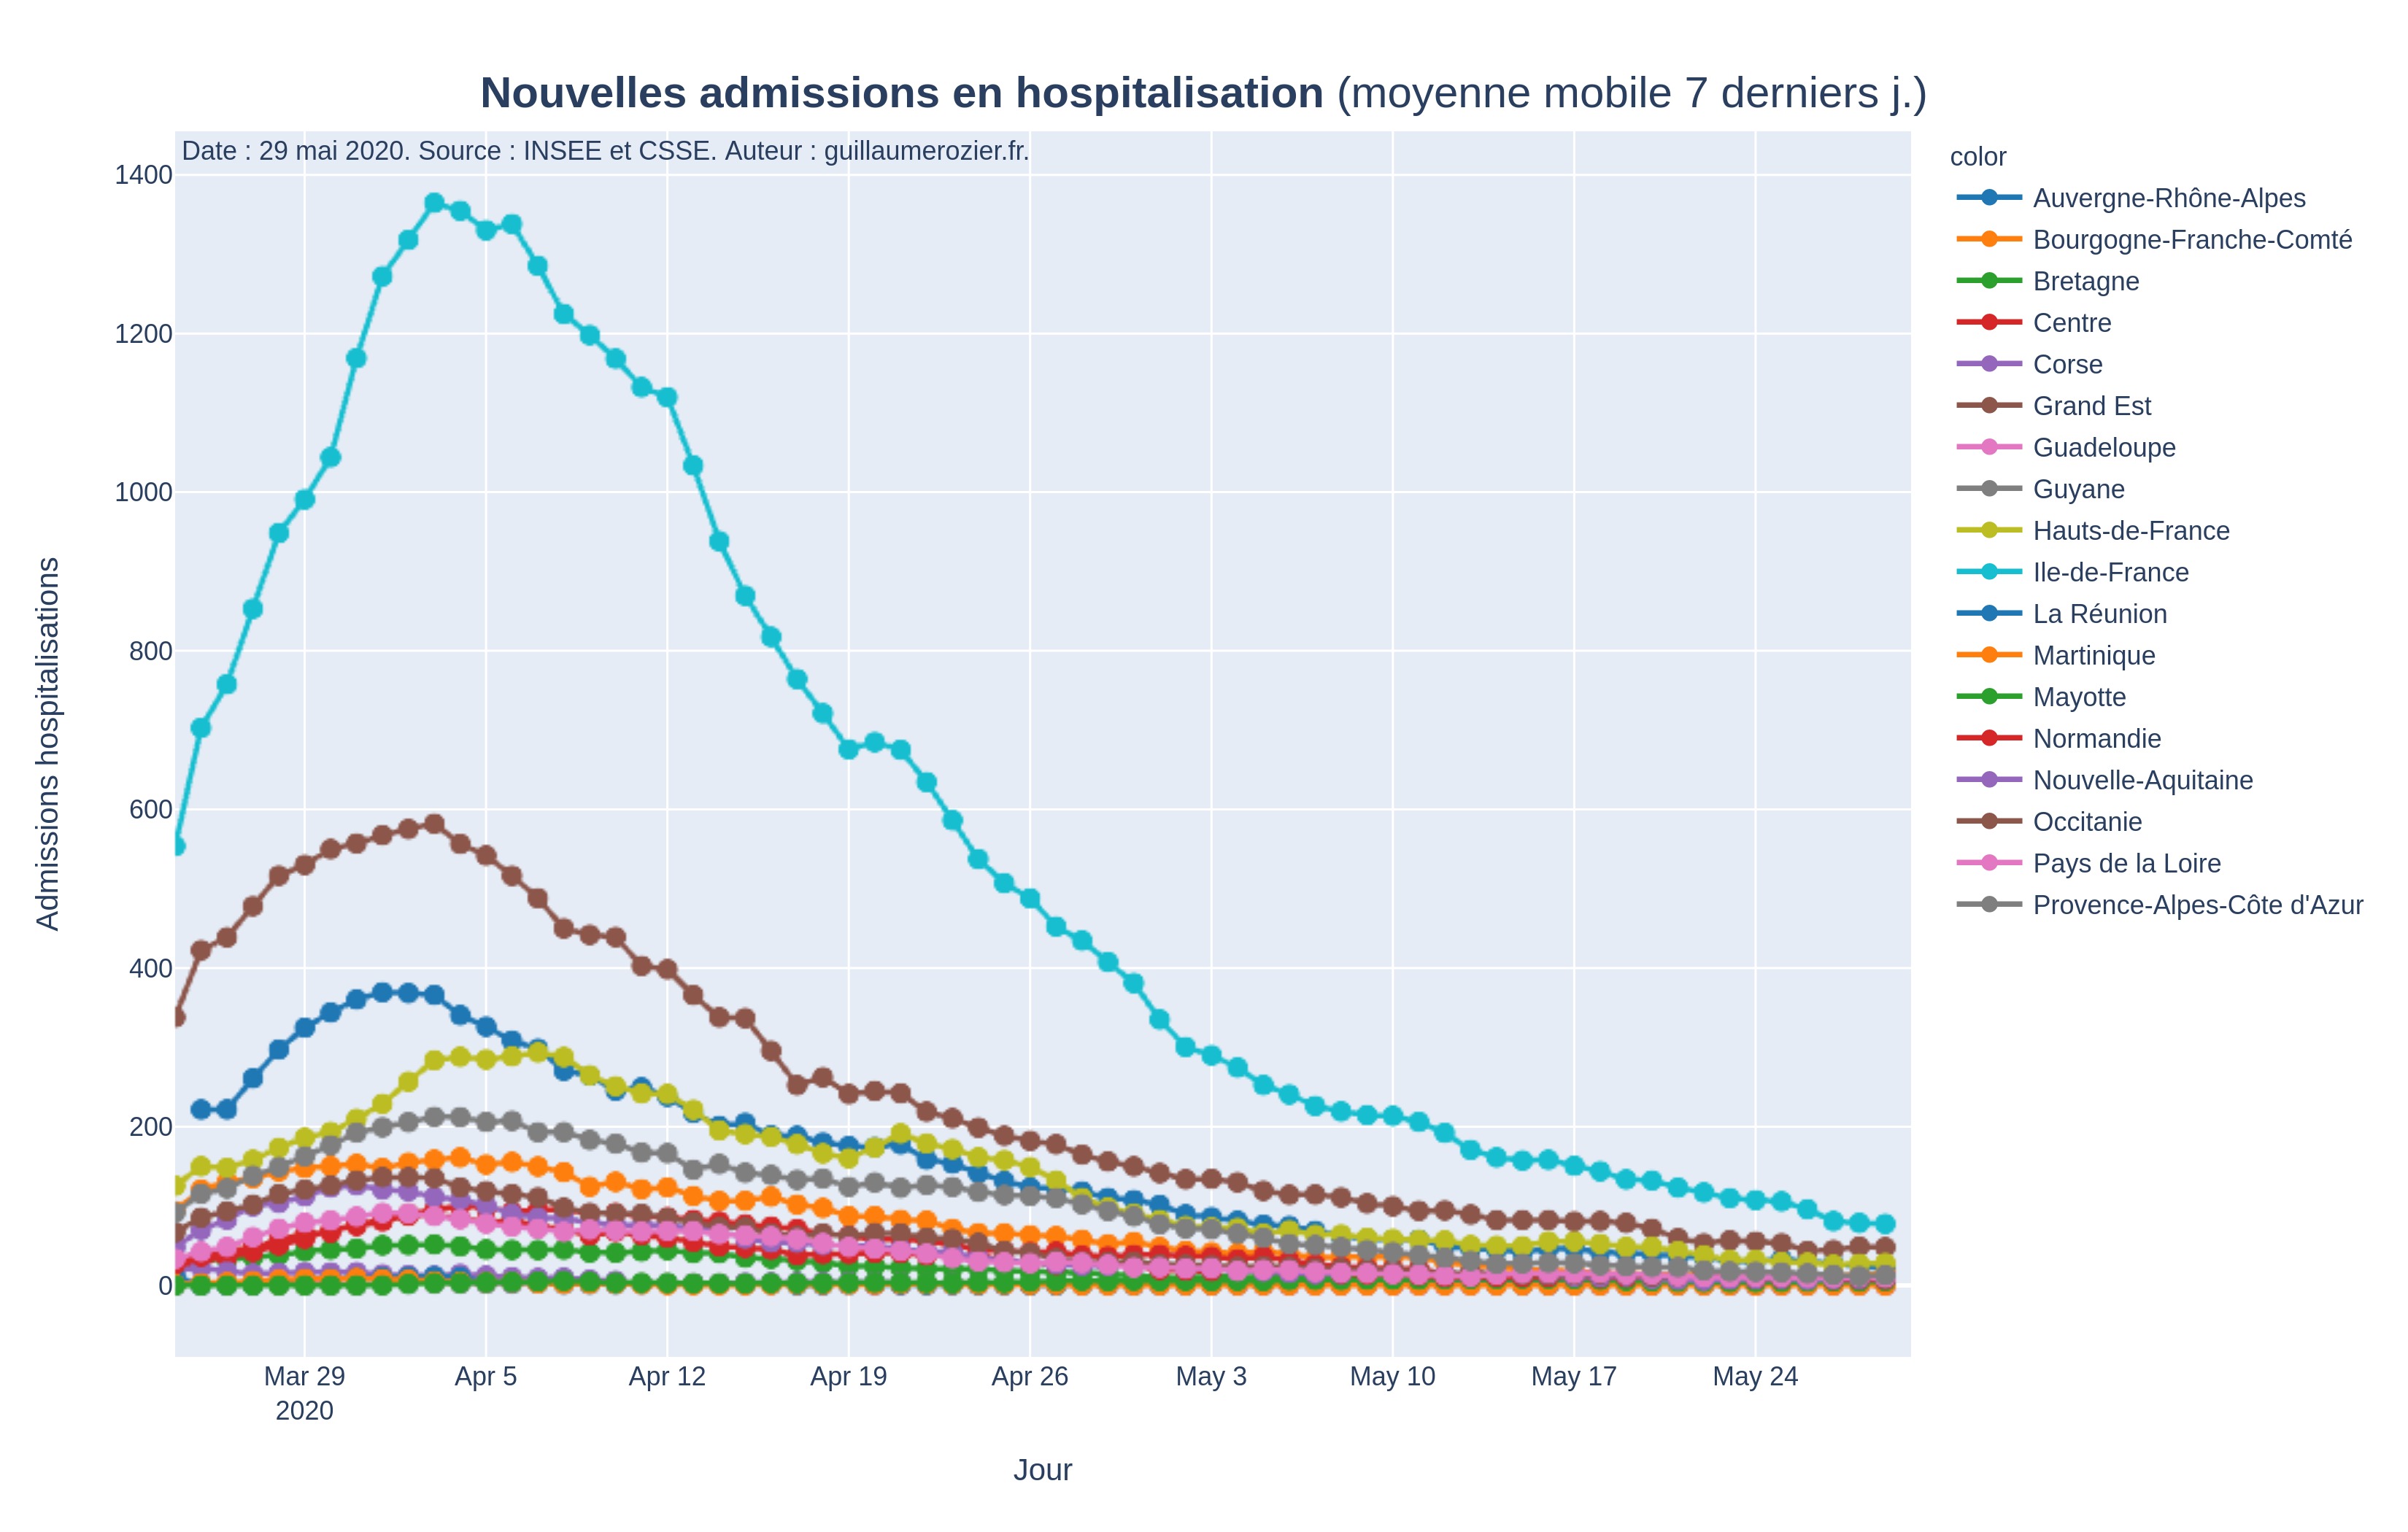 Nouvelles admissions en hospitalisation (moyenne mobile 7 derniers j.)
Date : 29 mai 2020. Source : INSEE et CSSE. Auteur : guillaumerozier.fr.
1400
1200
1000
800
600
400
200
0
Admissions hospitalisations
Mar 29
2020
Apr 5
Apr 12
Apr 19
Apr 26
May 3
May 10
May 17
May 24
Jour
color
Auvergne-Rhône-Alpes
Bourgogne-Franche-Comté
Bretagne
Centre
Corse
Grand Est
Guadeloupe
Guyane
Hauts-de-France
Ile-de-France
La Réunion
Martinique
Mayotte
Normandie
Nouvelle-Aquitaine
Occitanie
Pays de la Loire
Provence-Alpes-Côte d'Azur